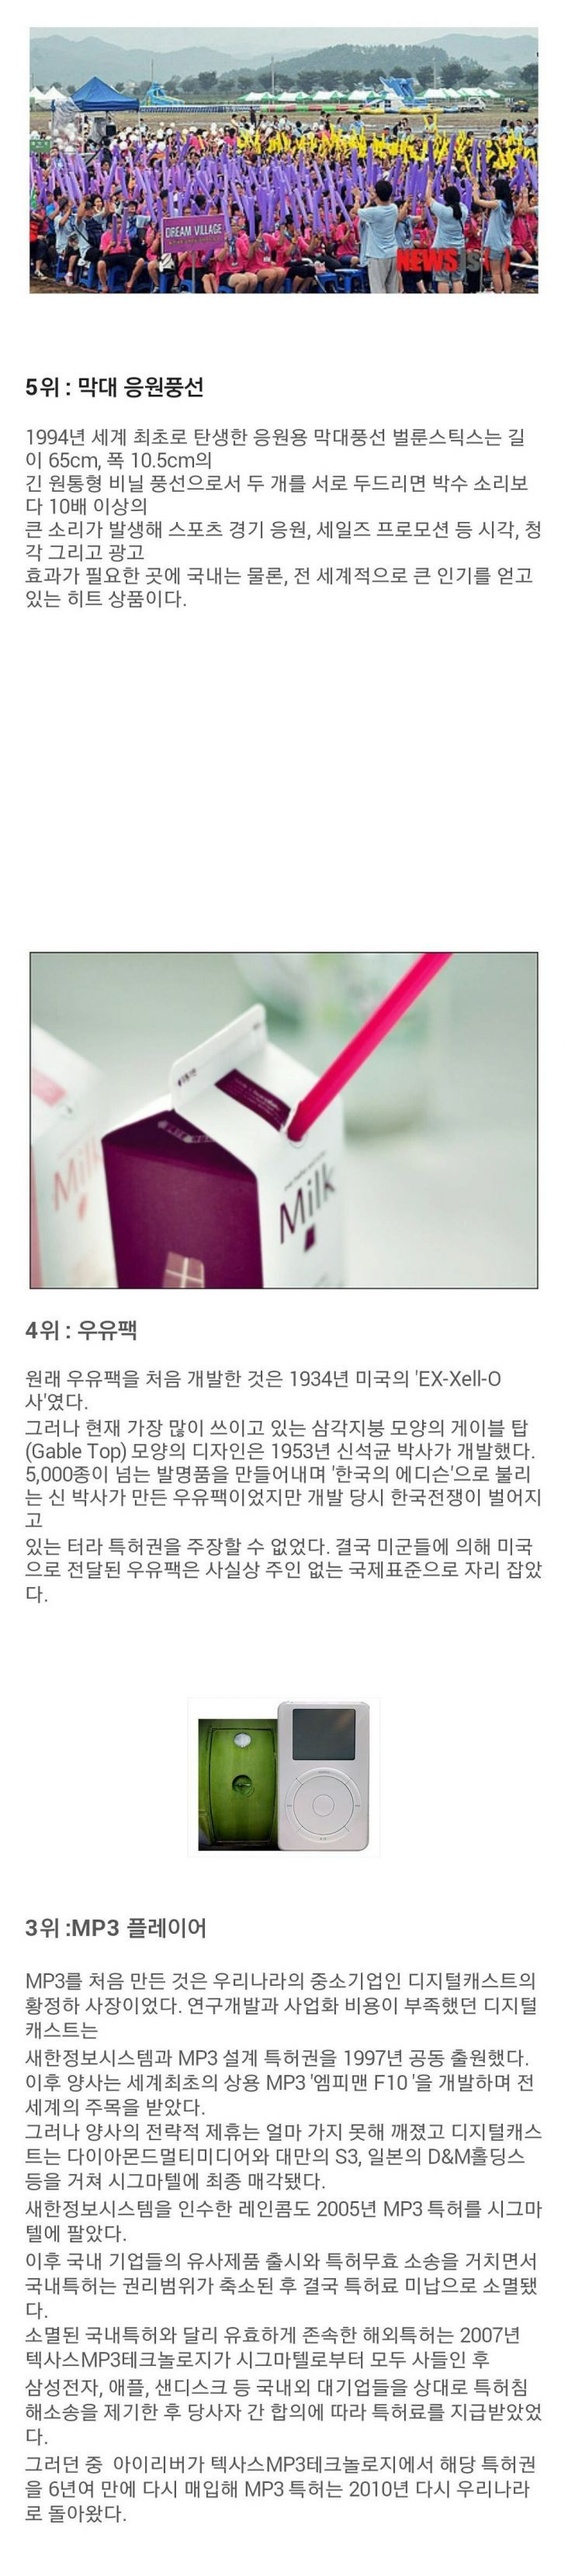 DREAM VILLAGE
NEWSIS
5위 : 막대 응원풍선
1994년 세계 최초로 탄생한 응원용 막대풍선 벌룬스틱스는 길
이 65cm, 폭 10.5cm의
긴 원통형 비닐 풍선으로서 두 개를 서로 두드리면 박수 소리보
다 10배 이상의
큰 소리가 발생해 스포츠 경기 응원, 세일즈 프로모션 등 시각, 청
각 그리고 광고
효과가 필요한 곳에 국내는 물론, 전 세계적으로 큰 인기를 얻고
있는 히트 상품이다.
Milk
Milk
4위 : 우유팩
원래 우유팩을 처음 개발한 것은 1934년 미국의 'EX-Xell-O
사'였다.
그러나 현재 가장 많이 쓰이고 있는 삼각지붕 모양의 게이블 탑
(Gable Top) 모양의 디자인은 1953년 신석균 박사가 개발했다.
5,000종이 넘는 발명품을 만들어내며 '한국의 에디슨'으로 불리
는 신 박사가 만든 우유팩이었지만 개발 당시 한국전쟁이 벌어지
고
있는 터라 특허권을 주장할 수 없었다. 결국 미군들에 의해 미국
으로 전달된 우유팩은 사실상 주인 없는 국제표준으로 자리 잡았
다.
3위 :MP3 플레이어
MP3를 처음 만든 것은 우리나라의 중소기업인 디지털캐스트의
황정하 사장이었다. 연구개발과 사업화 비용이 부족했던 디지털
캐스트는
새한정보시스템과 MP3 설계 특허권을 1997년 공동 출원했다.
이후 양사는 세계최초의 상용 MP3 '엠피맨 F10 '을 개발하며 전
세계의 주목을 받았다.
그러나 양사의 전략적 제휴는 얼마 가지 못해 깨졌고 디지털캐스
트는 다이아몬드멀티미디어와 대만의 S3, 일본의 D&M홀딩스
등을 거쳐 시그마텔에 최종 매각됐다.
새한정보시스템을 인수한 레인콤도 2005년 MP3 특허를 시그마
텔에 팔았다.
이후 국내 기업들의 유사제품 출시와 특허무효 소송을 거치면서
국내특허는 권리범위가 축소된 후 결국 특허료 미납으로 소멸됐
다.
소멸된 국내특허와 달리 유효하게 존속한 해외특허는 2007년
텍사스MP3테크놀로지가 시그마텔로부터 모두 사들인 후
삼성전자, 애플, 샌디스크 등 국내외 대기업들을 상대로 특허침
해소송을 제기한 후 당사자 간 합의에 따라 특허료를 지급받았었
다.
그러던 중  아이리버가 텍사스MP3테크놀로지에서 해당 특허권
을 6년여 만에 다시 매입해 MP3 특허는 2010년 다시 우리나라
로 돌아왔다.